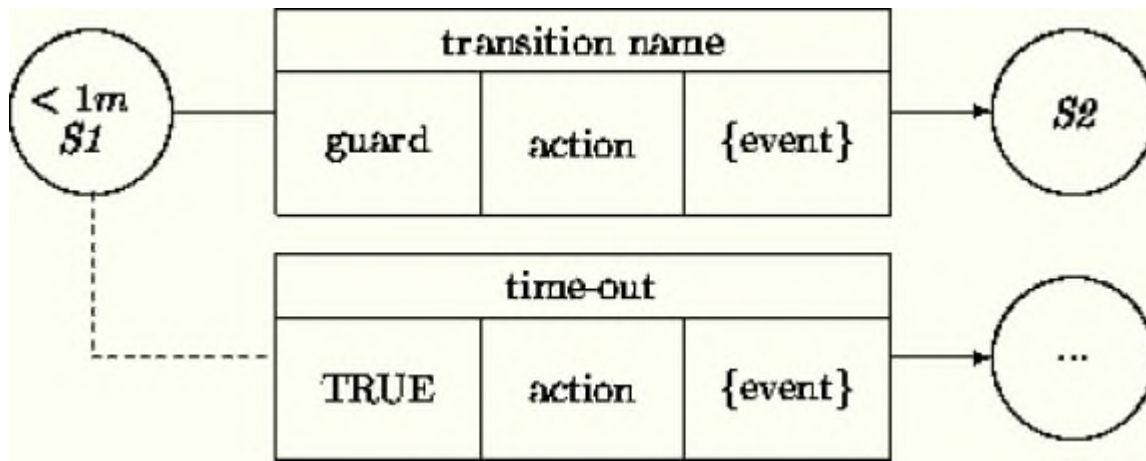 transition name
< 1m
S1
guard action {event}
S2
time-out
TRUE action {event}
...